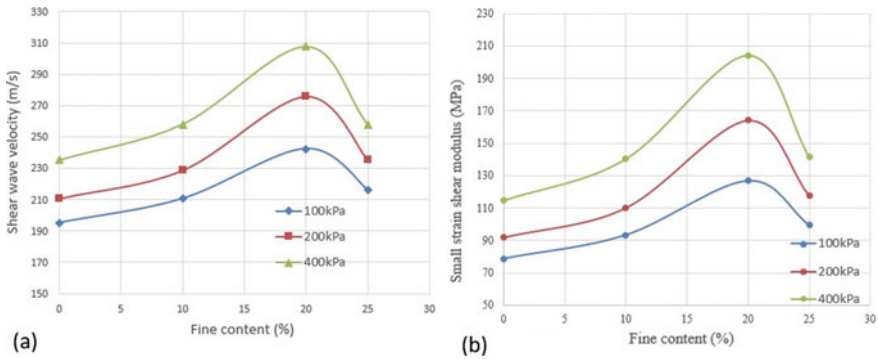 Shear wave velocity (m/s)
330
310
290
270
250
230
210
190
170
150
0
5
10
15
20
25
30
Fine content (%)
100kPa
200kPa
400kPa
(a)
Small strain shear modulus (MPa)
230
210
190
170
150
130
110
90
70
50
0
5
10
15
20
25
30
Fine content (%)
100kPa
200kPa
400kPa
(b)